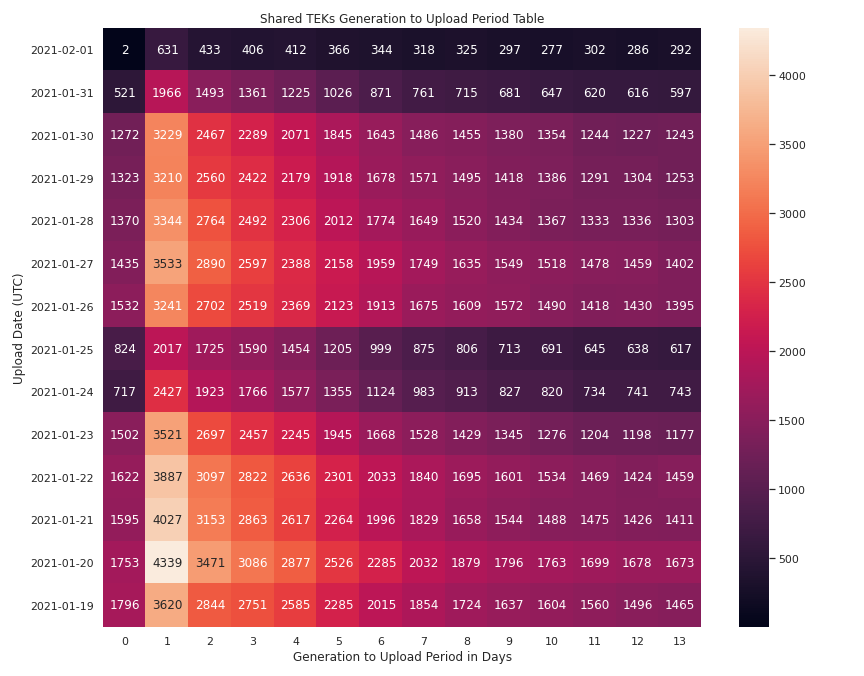 Shared TEKs Generation to Upload Period Table
2021-02-01 2 631 433 406 412 366 344 318 325 297 277 302 286 292
2021-01-31 521 1966 1493 1361 1225 1026 871 761 715 681 647 620 616 597
2021-01-30 1272 3229 2467 2289 2071 1845 1643 1486 1455 1380 1354 1244 1227 1243
2021-01-29 1323 3210 2560 2422 2179 1918 1678 1571 1495 1418 1386 1291 1304 1253
2021-01-28 1370 3344 2764 2492 2306 2012 1774 1649 1520 1434 1367 1333 1336 1303
2021-01-27 1435 3533 2890 2597 2388 2158 1959 1749 1635 1549 1518 1478 1459 1402
2021-01-26 1532 3241 2702 2519 2369 2123 1913 1675 1609 1572 1490 1418 1430 1395
2021-01-25 824 2017 1725 1590 1454 1205 999 875 806 713 691 645 638 617
2021-01-24 717 2427 1923 1766 1577 1355 1124 983 913 827 820 734 741 743
2021-01-23 1502 3521 2697 2457 2245 1945 1668 1528 1429 1345 1276 1204 1198 1177
2021-01-22 1622 3887 3097 2822 2636 2301 2033 1840 1695 1601 1534 1469 1424 1459
2021-01-21 1595 4027 3153 2863 2617 2264 1996 1829 1658 1544 1488 1475 1426 1411
2021-01-20 1753 4339 3471 3086 2877 2526 2285 2032 1879 1796 1763 1699 1678 1673
2021-01-19 1796 3620 2844 2751 2585 2285 2015 1854 1724 1637 1604 1560 1496 1465
0 1 2 3 4 5 6 7 8 9 10 11 12 13
Generation to Upload Period in Days
Upload Date (UTC)
4000
3500
3000
2500
2000
1500
1000
500